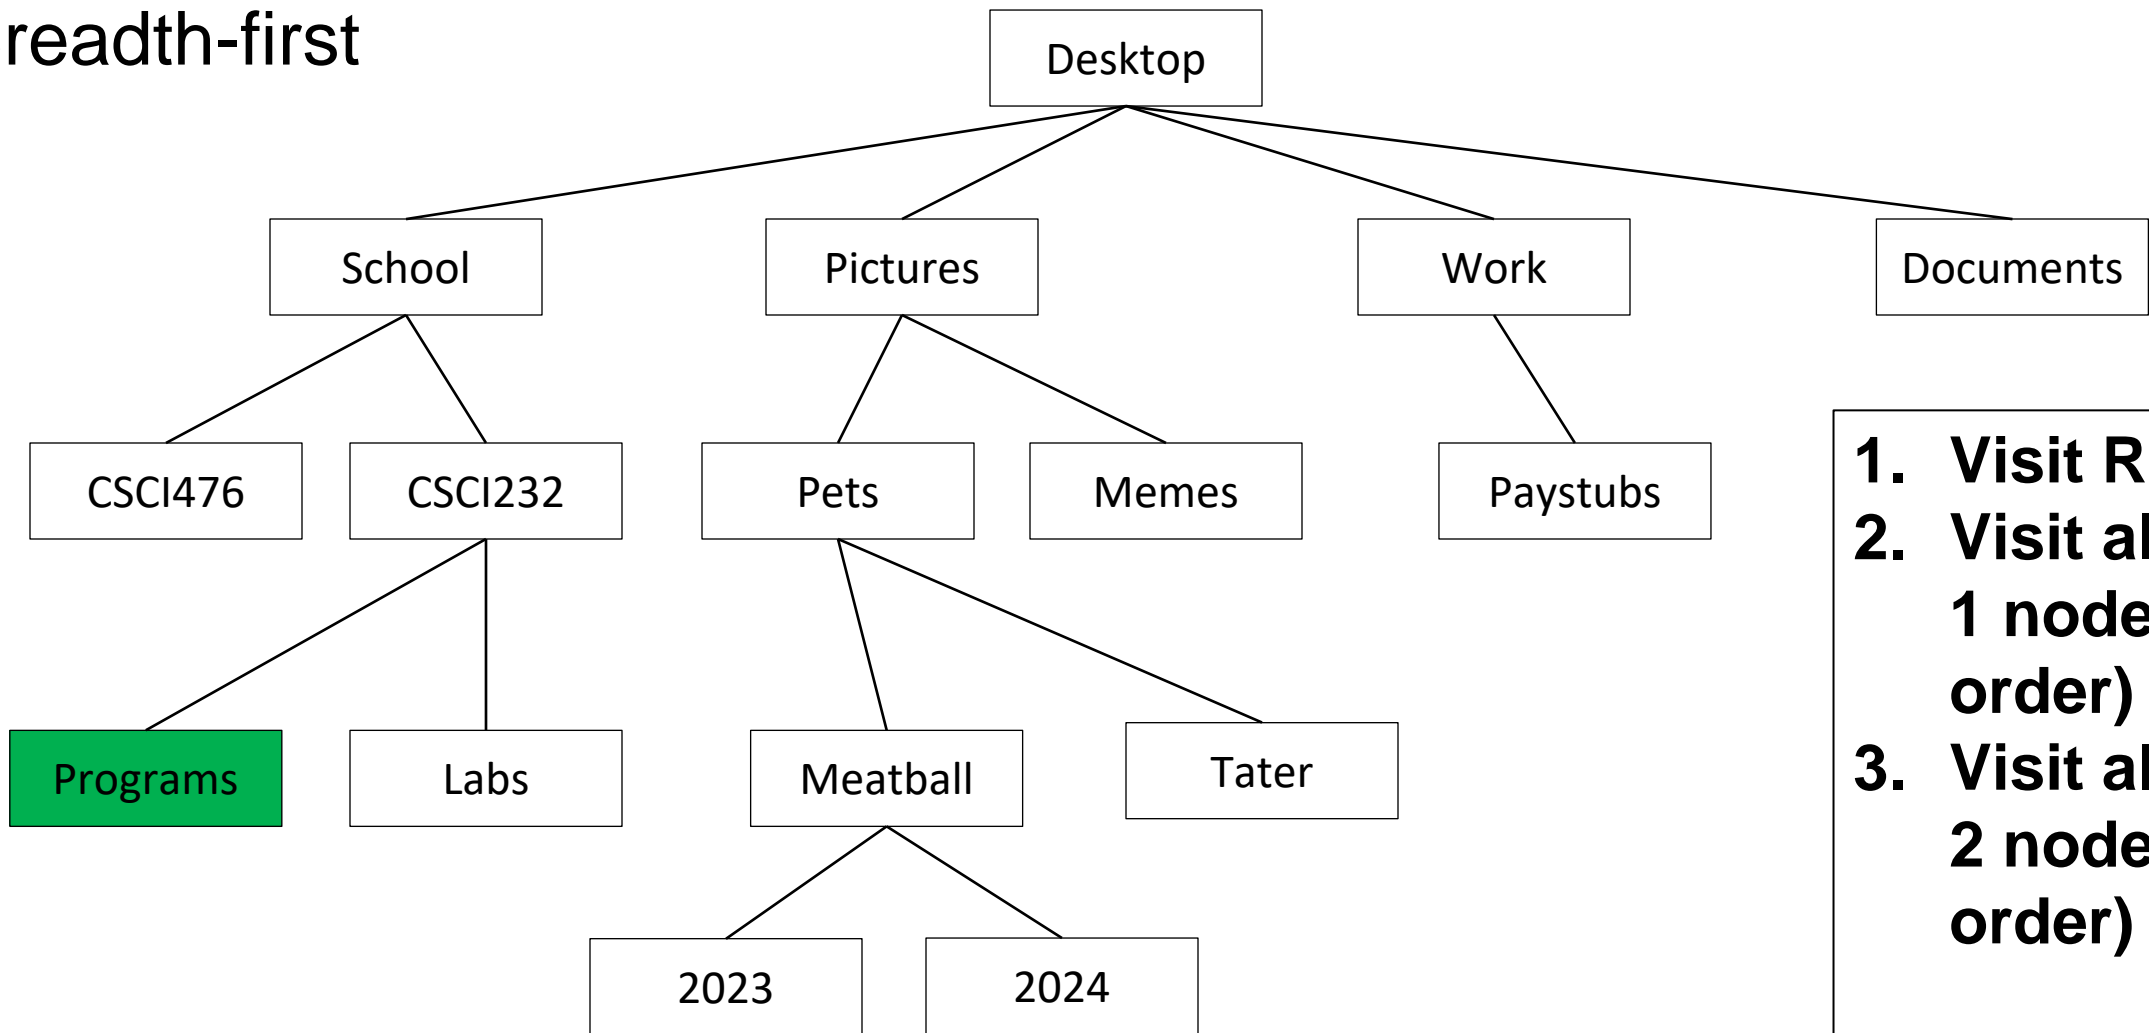 readth-first
Desktop
School
Pictures
Work
Documents
CSCI476
CSCI232
Pets
Memes
Paystubs
1. Visit R
2. Visit al
1 node
order)
3. Visit al
2 node
order)
Programs
Labs
Meatball
Tater
2023
2024